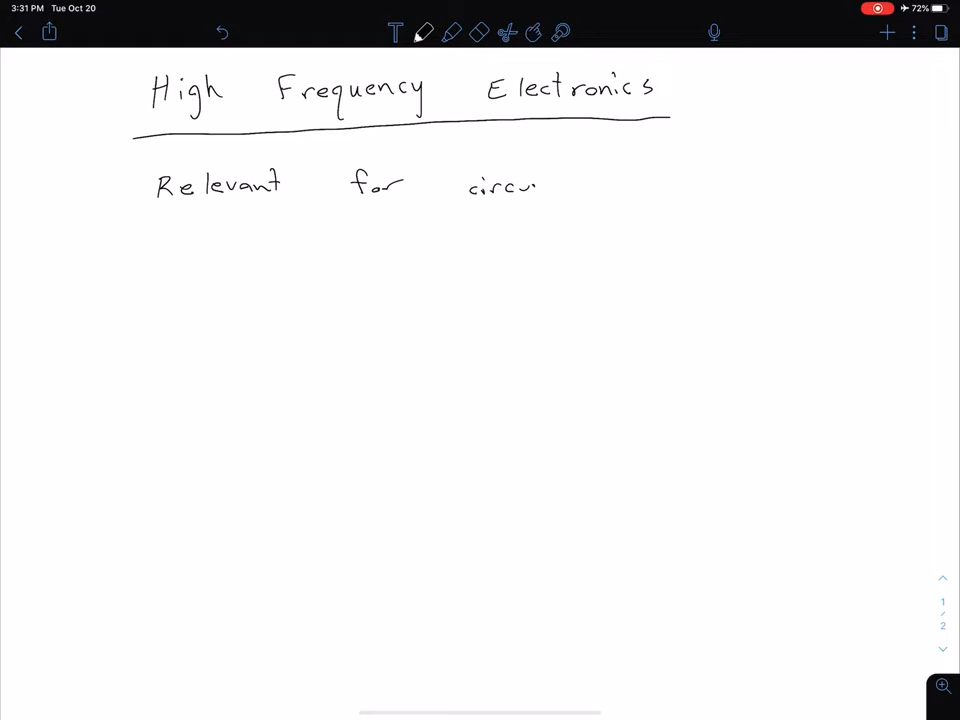 3:31 PM Tue Oct 20
72%
High Frequency Electronics
Relevant for circu
1
2